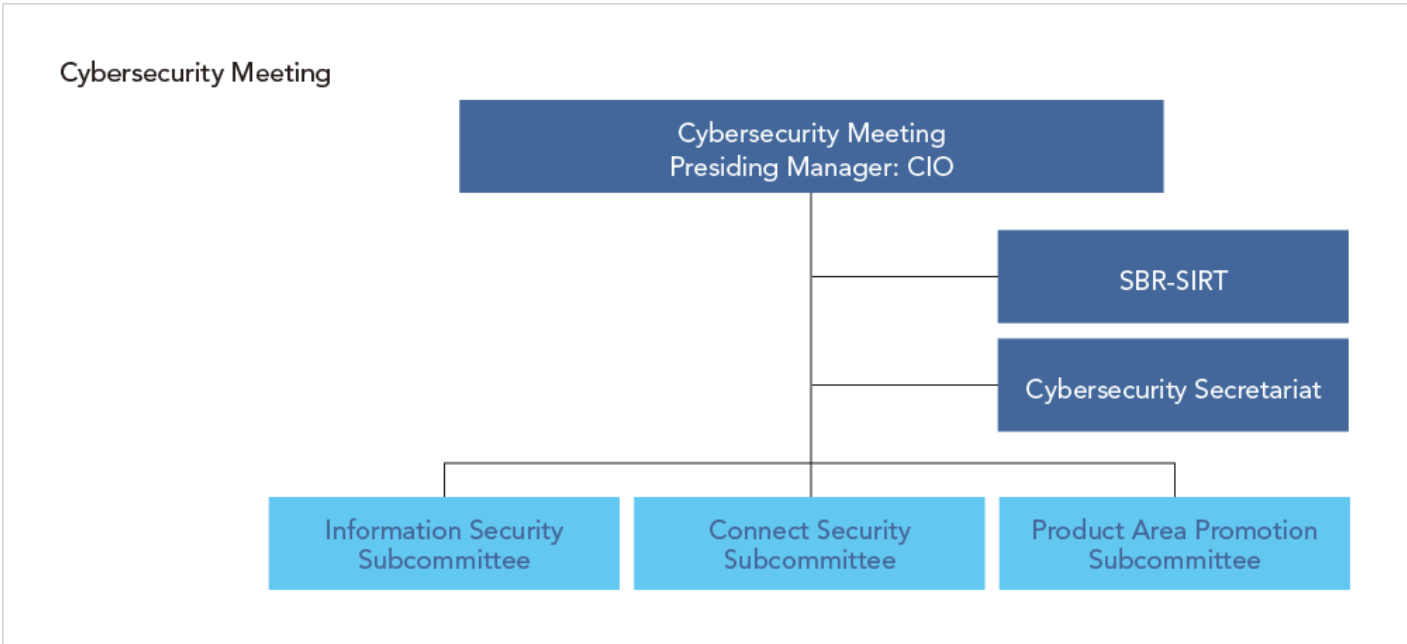 Cybersecurity Meeting
Cybersecurity Meeting
Presiding Manager: CIO
SBR-SIRT
Cybersecurity Secretariat
Information Security
Subcommittee
Connect Security
Subcommittee
Product Area Promotion
Subcommittee